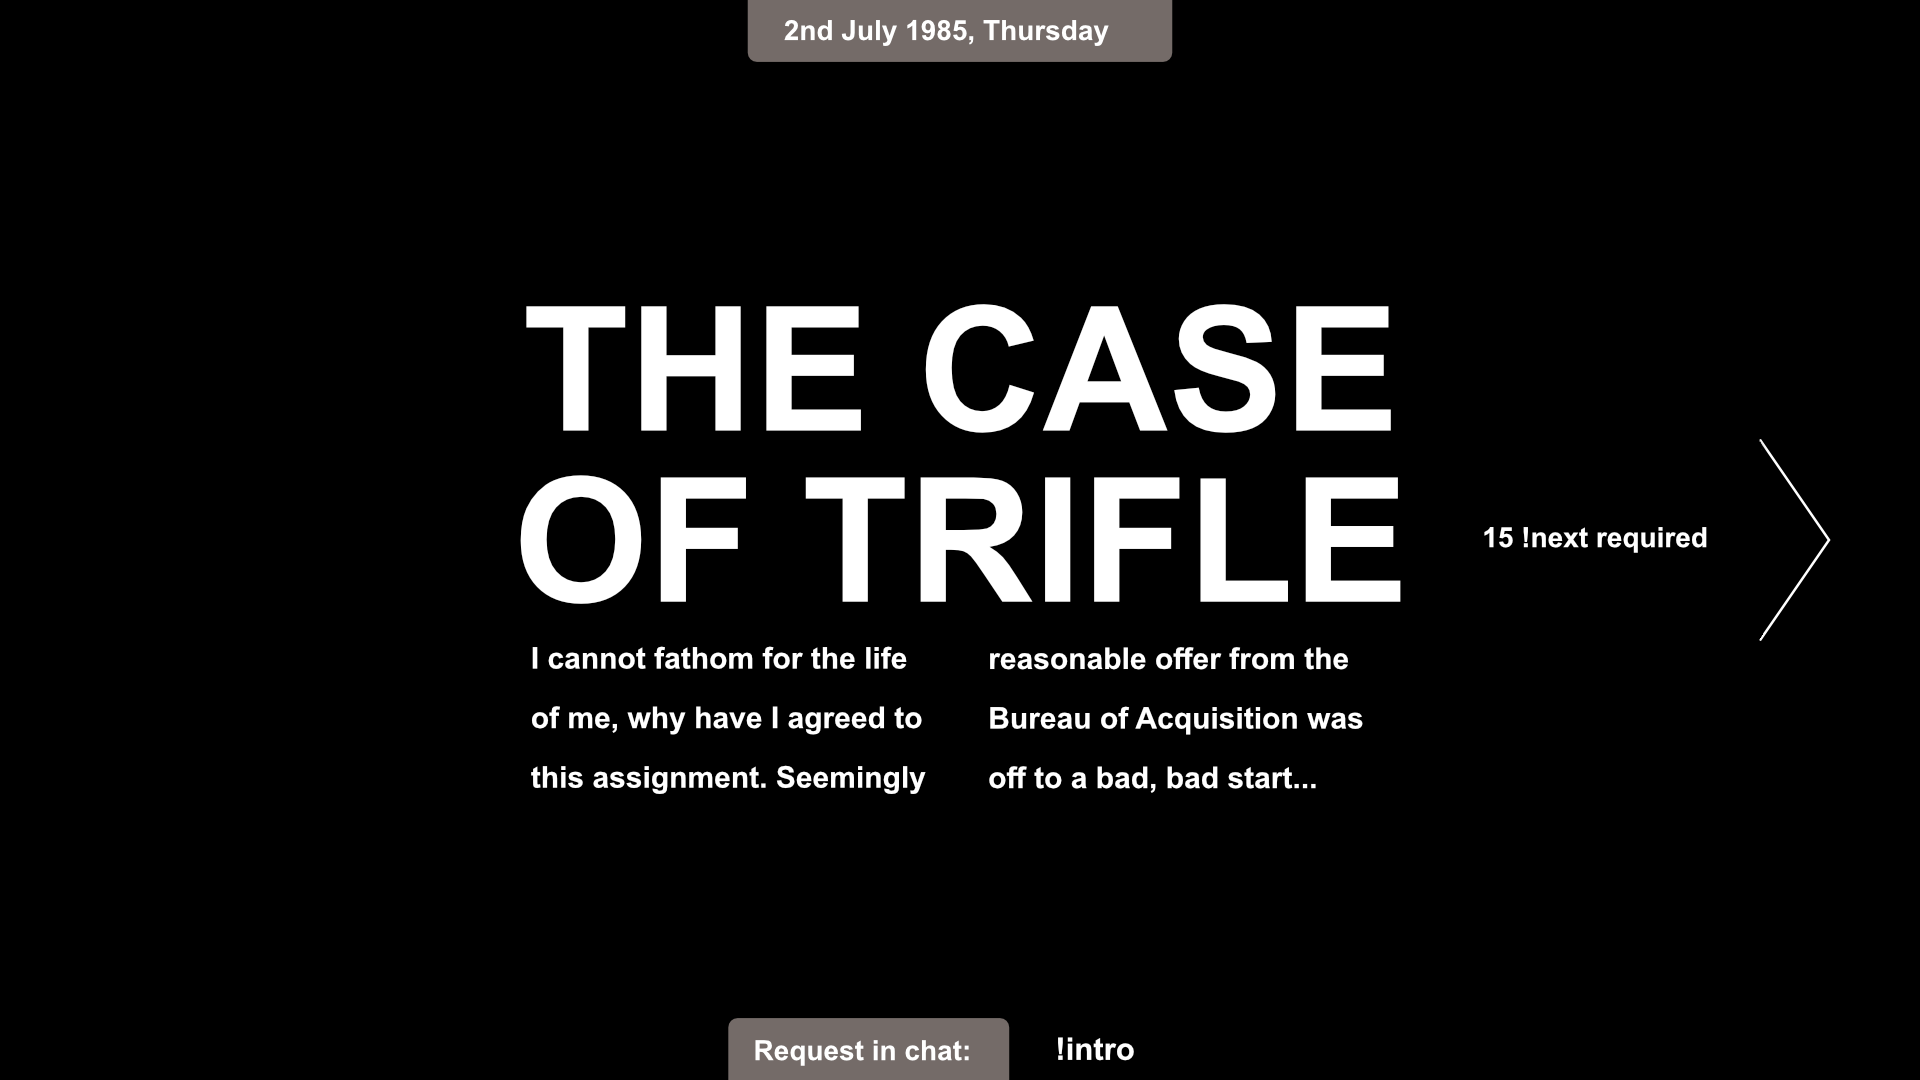 2nd July 1985, Thursday
THE CASE
OF TRIFLE
15 !next required
I cannot fathom for the life
of me, why have I agreed to
this assignment. Seemingly
reasonable offer from the
Bureau of Acquisition was
off to a bad, bad start...
Request in chat:
!intro